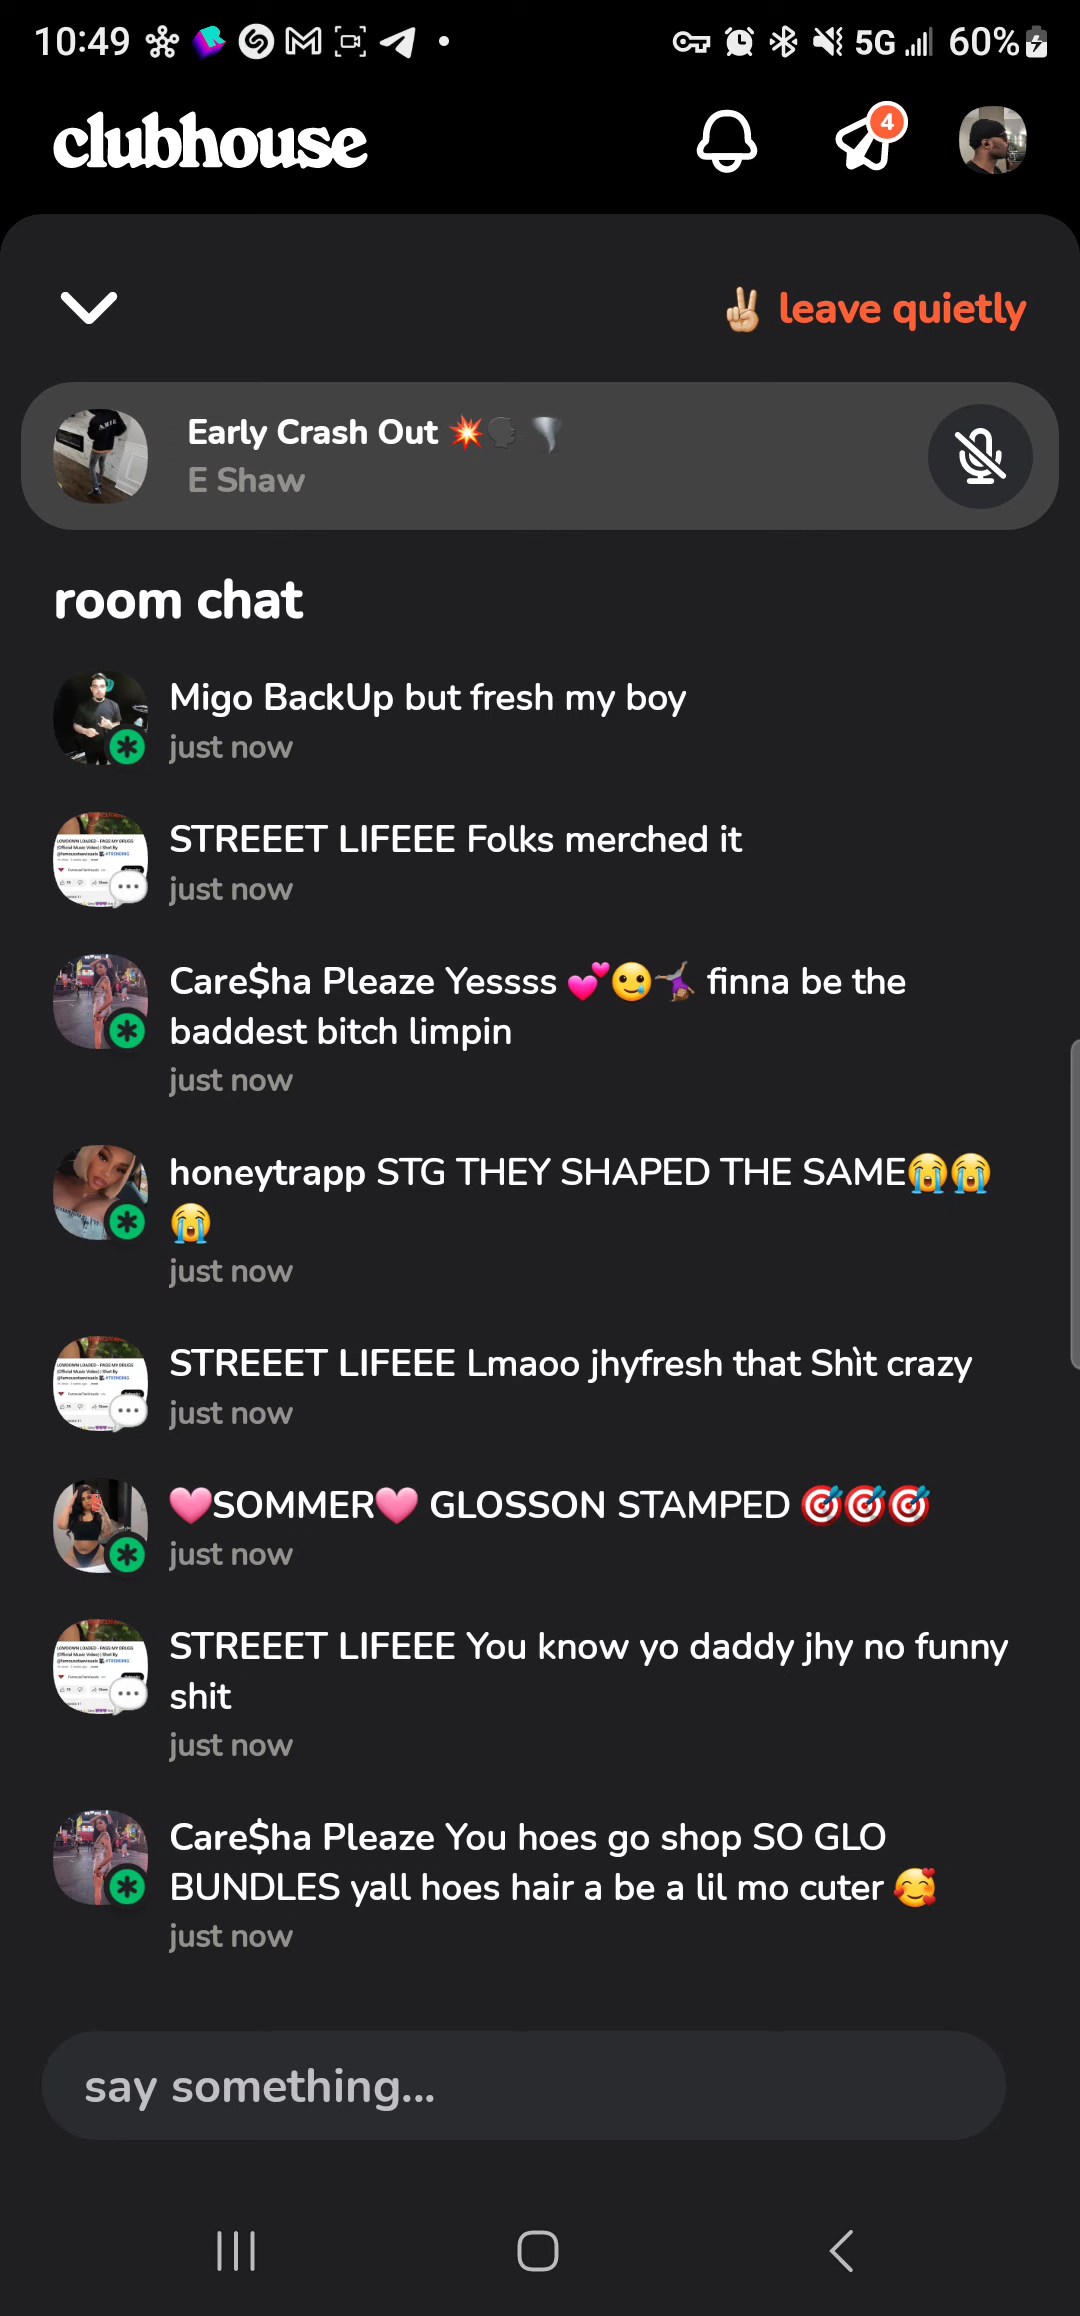 10:49 5G 60%
clubhouse 4
✌🏼 leave quietly
Early Crash Out 💥🗣️🌪️
E Shaw
room chat
Migo BackUp but fresh my boy
just now
STREEET LIFEEE Folks merched it
just now
Care$ha Pleaze Yessss 💕🥲🤸🏾‍♀️ finna be the
baddest bitch limpin
just now
honeytrapp STG THEY SHAPED THE SAME😭😭
😭
just now
STREEET LIFEEE Lmaoo jhyfresh that Shìt crazy
just now
🩷SOMMER🩷 GLOSSON STAMPED 🎯🎯🎯
just now
STREEET LIFEEE You know yo daddy jhy no funny
shit
just now
Care$ha Pleaze You hoes go shop SO GLO
BUNDLES yall hoes hair a be a lil mo cuter 🥰
just now
say something...